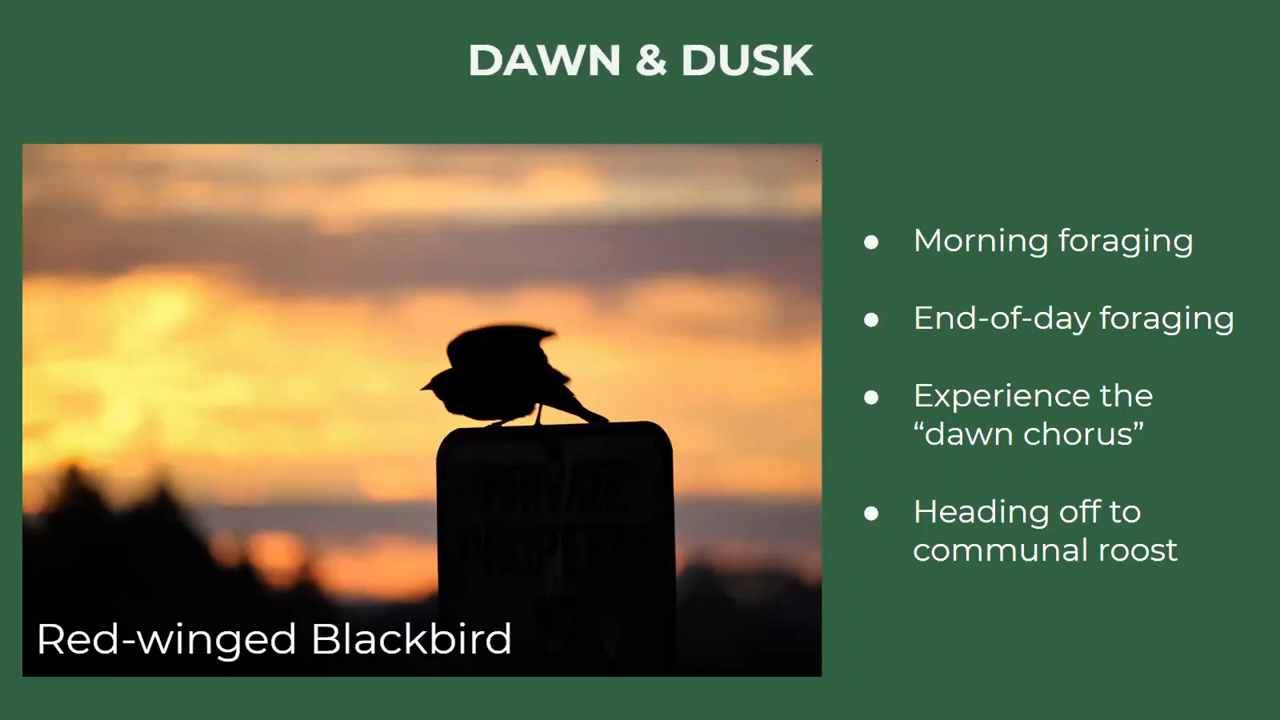 DAWN & DUSK
● Morning foraging
● End-of-day foraging
● Experience the
“dawn chorus”
● Heading off to
communal roost
PRIVATE
Red-winged Blackbird